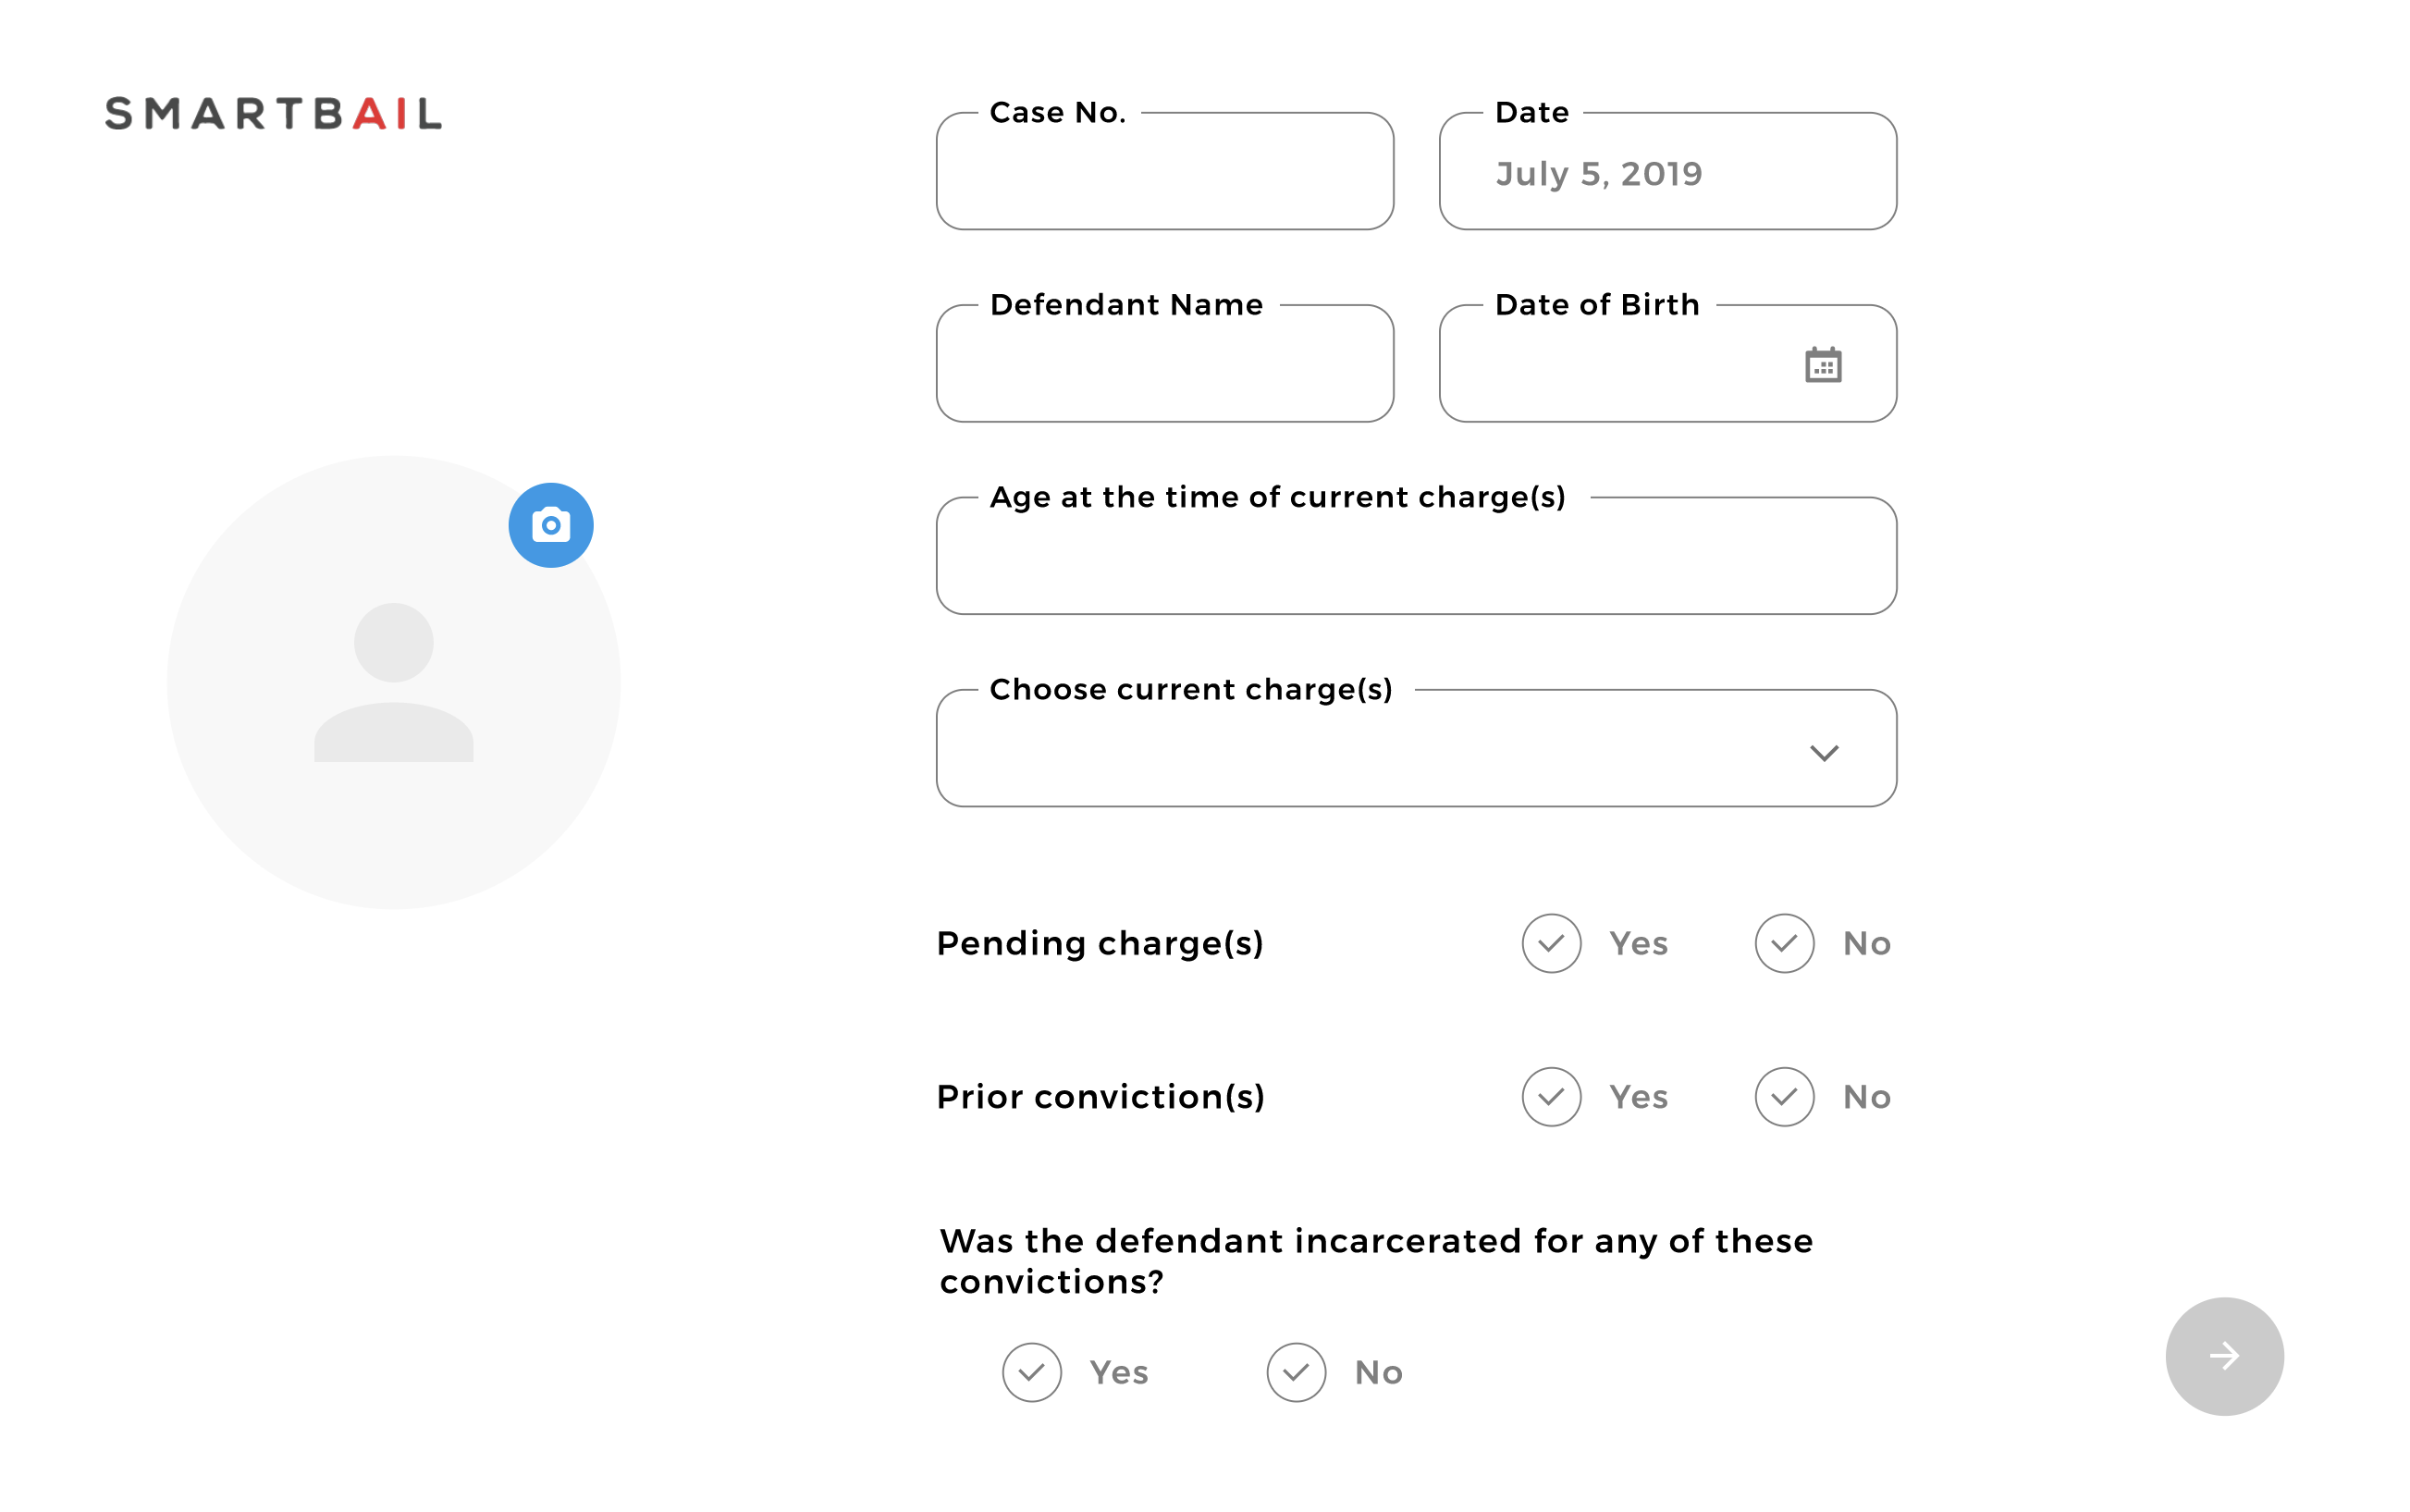 SMARTBAIL
Case No.
Date
July 5, 2019
Defendant Name
Date of Birth
Age at the time of current charge(s)
Choose current charge(s)
Pending charge(s)
Yes
No
Prior conviction(s)
Yes
No
Was the defendant incarcerated for any of these
convictions?
Yes
No